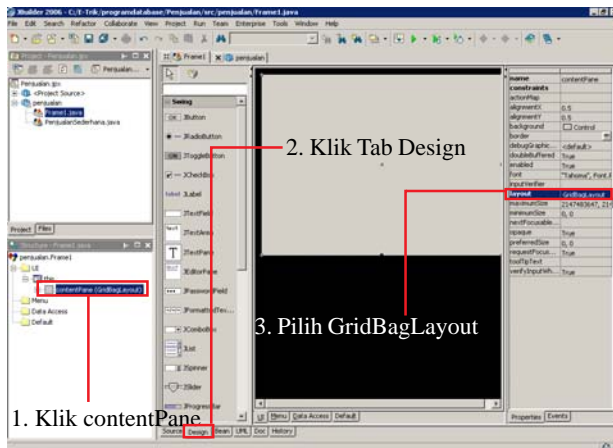 JBuilder 2006 - C:/E-Trik/programdatabase/Penjualan/src/penjualan/Frame1.java
File Edit Search Refactor Collaborate View Project Run Team Enterprise Tools Window Help
Project - Penjualan.jpx
Penjualan....
Penjualan.jpx
<Project Source>
penjualan
Frame1.java
PenjualanSederhana.java
Project Files
Structure - Frame1.java
penjualan.Frame1
UI
this
contentPane (GridBagLayout)
Menu
Data Access
Default
1. Klik contentPane
Frame1 penjualan
Swing
OK JButton
JRadioButton
JToggleButton
JCheckBox
label JLabel
JTextField
JTextArea
JTextPane
JEditorPane
JPasswordField
JFormattedTex...
JComboBox
JList
JSpinner
JSlider
JProgressBar
2. Klik Tab Design
3. Pilih GridBagLayout
UI Menu Data Access Default
Source Design Bean UML Doc History
name contentPane
constraints
actionMap
alignmentX 0.5
alignmentY 0.5
background Control
border
debugGraphic... <default>
doubleBuffered True
enabled True
font "Tahoma", Font.P
inputVerifier
layout GridBagLayout
maximumSize 2147483647, 214
minimumSize 0, 0
nextFocusable...
opaque True
preferredSize 0, 0
requestFocus... True
toolTipText
verifyInputWh... True
Properties Events